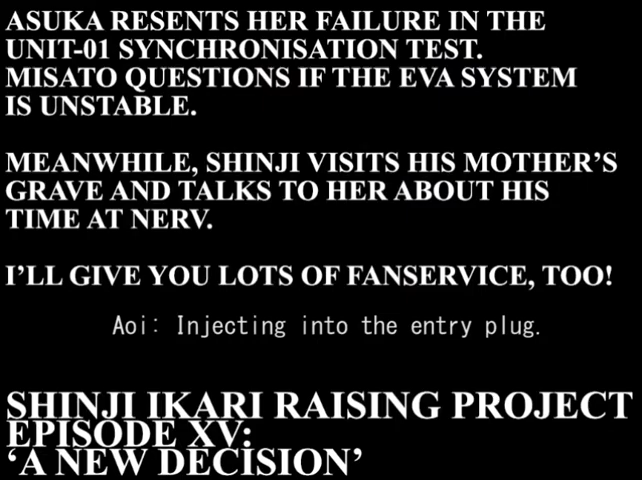 ASUKA RESENTS HER FAILURE IN THE
UNIT-01 SYNCHRONISATION TEST.
MISATO QUESTIONS IF THE EVA SYSTEM
IS UNSTABLE.
MEANWHILE, SHINJI VISITS HIS MOTHER’S
GRAVE AND TALKS TO HER ABOUT HIS
TIME AT NERV.
I’LL GIVE YOU LOTS OF FANSERVICE, TOO!
Aoi: Injecting into the entry plug.
SHINJI IKARI RAISING PROJECT
EPISODE XV:
‘A NEW DECISION’